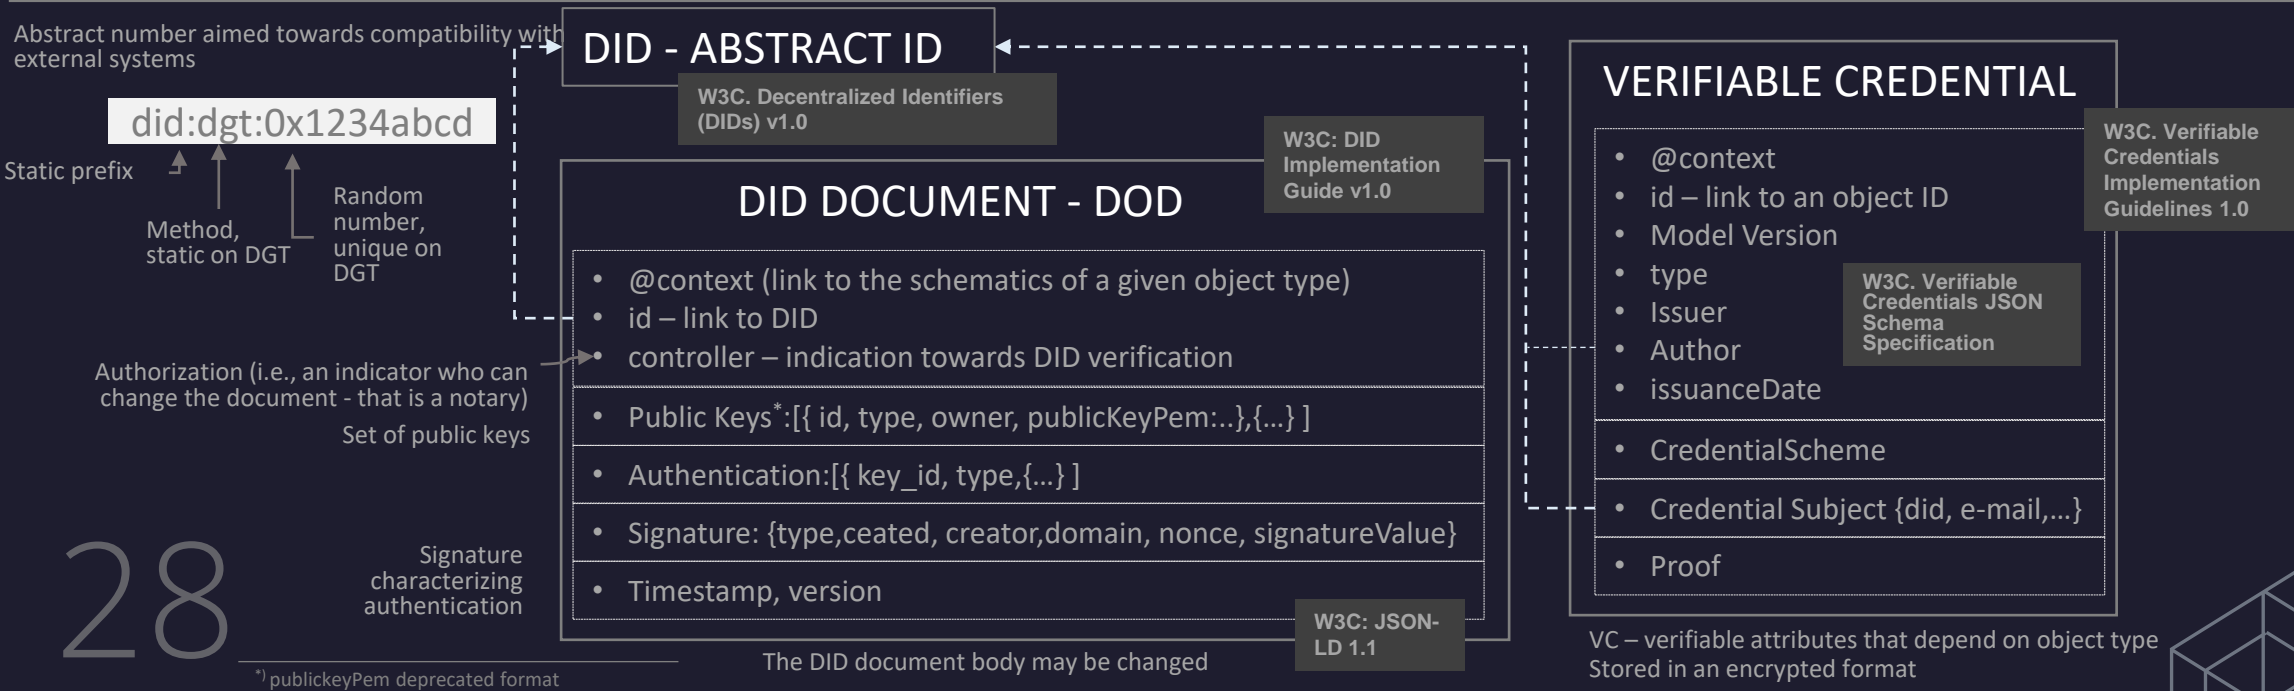 Abstract number aimed towards compatibility with
external systems
did:dgt:0x1234abcd
Static prefix
Method,
static on DGT
Random
number,
unique on
DGT
Authorization (i.e., an indicator who can
change the document - that is a notary)
Set of public keys
Signature
characterizing
authentication
28
*) publickeyPem deprecated format
DID - ABSTRACT ID
W3C. Decentralized Identifiers
(DIDs) v1.0
W3C: DID
Implementation
Guide v1.0
DID DOCUMENT - DOD
• @context (link to the schematics of a given object type)
• id – link to DID
• controller – indication towards DID verification
• Public Keys*:[{ id, type, owner, publicKeyPem:..},{...} ]
• Authentication:[{ key_id, type,{...} ]
• Signature: {type,ceated, creator,domain, nonce, signatureValue}
• Timestamp, version
W3C: JSON-
LD 1.1
The DID document body may be changed
VERIFIABLE CREDENTIAL
W3C. Verifiable
Credentials
Implementation
Guidelines 1.0
• @context
• id – link to an object ID
• Model Version
• type
• Issuer
• Author
• issuanceDate
W3C. Verifiable
Credentials JSON
Schema
Specification
• CredentialScheme
• Credential Subject {did, e-mail,...}
• Proof
VC – verifiable attributes that depend on object type
Stored in an encrypted format